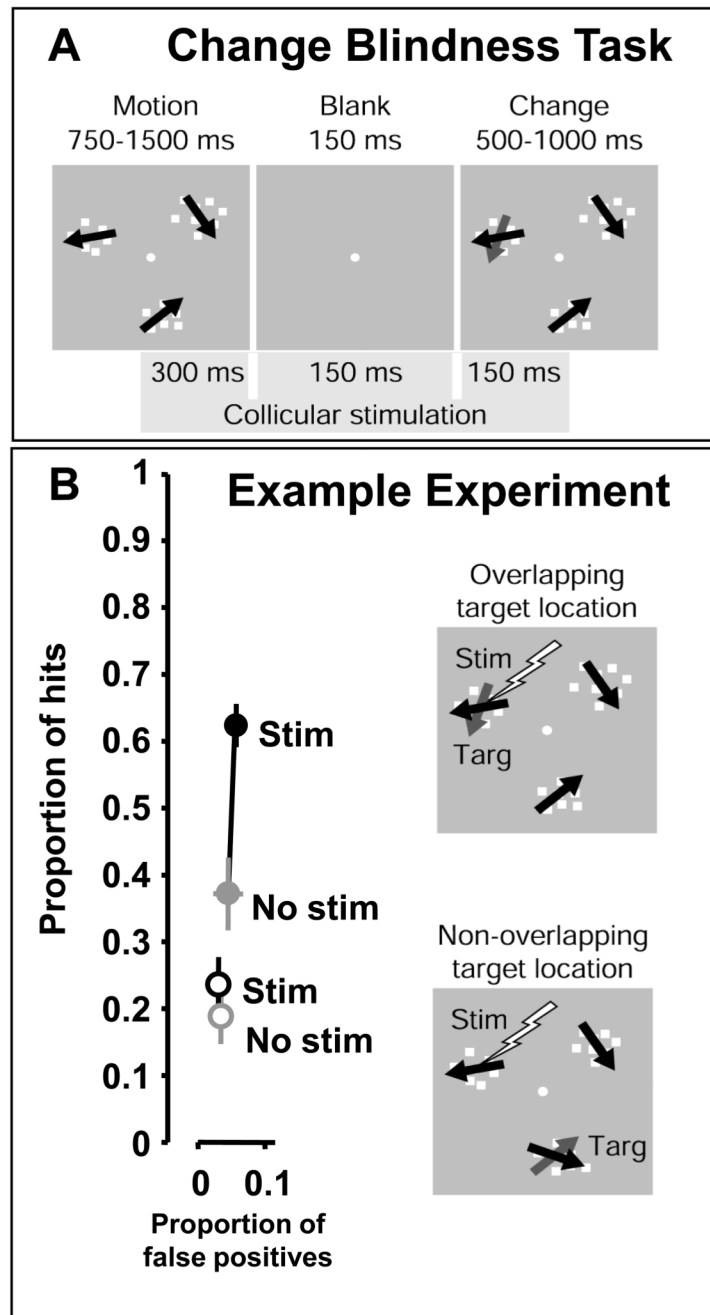 A
Change Blindness Task
Motion
750-1500 ms
Blank
150 ms
Change
500-1000 ms
300 ms
150 ms
150 ms
Collicular stimulation
B
Example Experiment
Proportion of hits
1
0.9
0.8
0.7
0.6
0.5
0.4
0.3
0.2
0.1
0
Stim
No stim
Stim
No stim
0
0.1
Proportion of
false positives
Overlapping
target location
Stim
Targ
Non-overlapping
target location
Stim
Targ